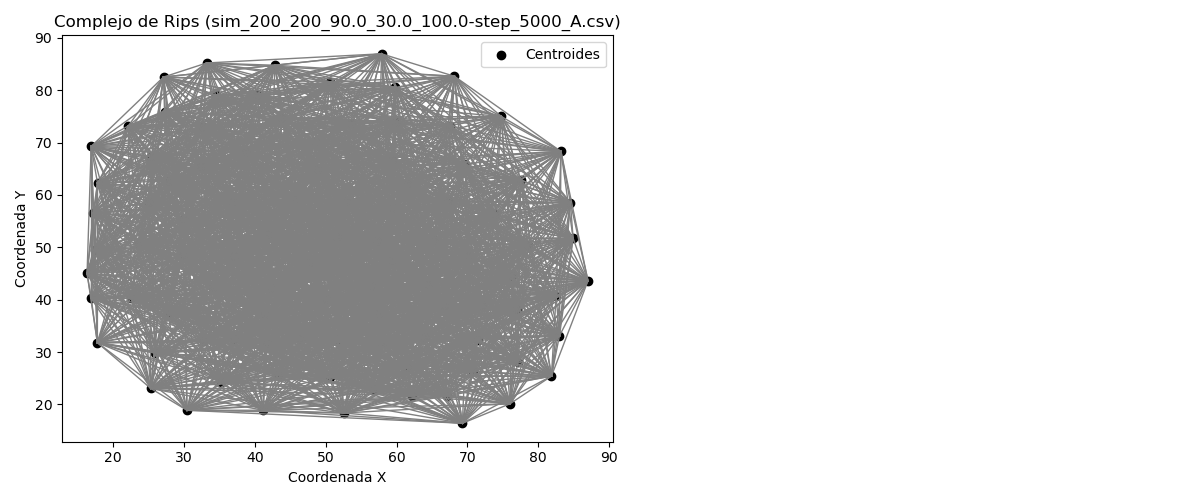 Complejo de Rips (sim_200_200_90.0_30.0_100.0-step_5000_A.csv)
Centroides
90
80
70
60
50
40
30
20
Coordenada Y
20 30 40 50 60 70 80 90
Coordenada X